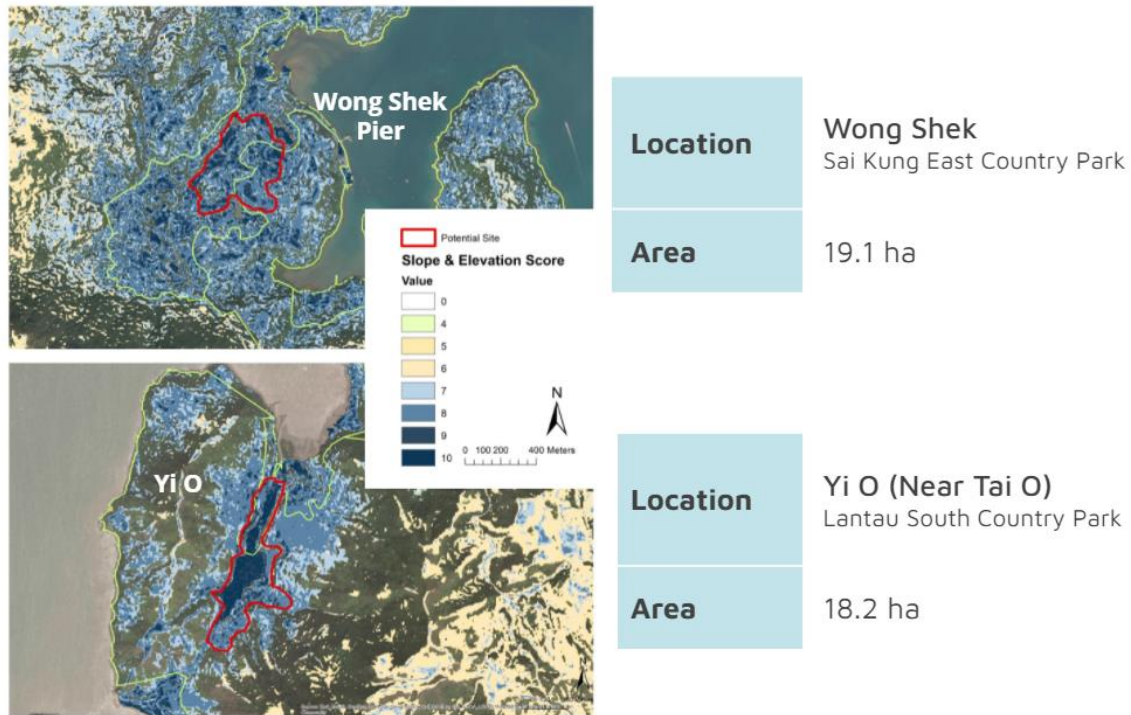 Wong Shek
Pier
Potential Site
Slope & Elevation Score
Value
0
4
5
6
7
8
9
10
N
0 100 200 400 Meters
Yi O
Location
Wong Shek
Sai Kung East Country Park
Area
19.1 ha
Location
Yi O (Near Tai O)
Lantau South Country Park
Area
18.2 ha